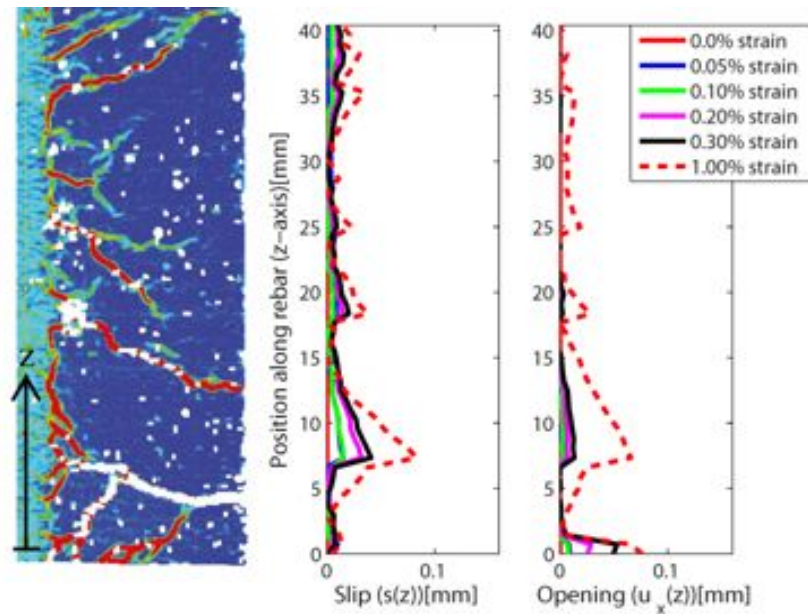 z
Position along rebar (z-axis)[mm]
40
35
30
25
20
15
10
5
0
0
0.1
Slip (s(z))[mm]
40
35
30
25
20
15
10
5
0
0
0.1
Opening (u_x(z))[mm]
0.0% strain
0.05% strain
0.10% strain
0.20% strain
0.30% strain
1.00% strain